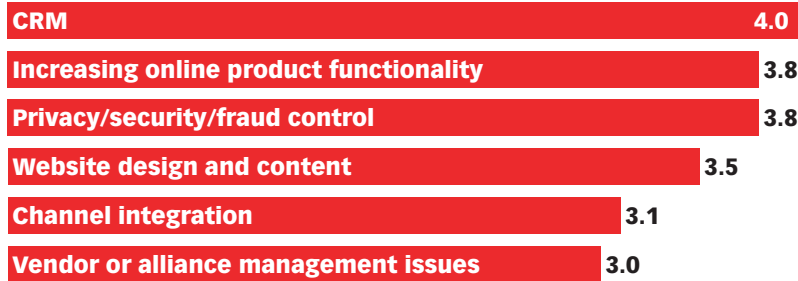 CRM 4.0
Increasing online product functionality 3.8
Privacy/security/fraud control 3.8
Website design and content 3.5
Channel integration 3.1
Vendor or alliance management issues 3.0